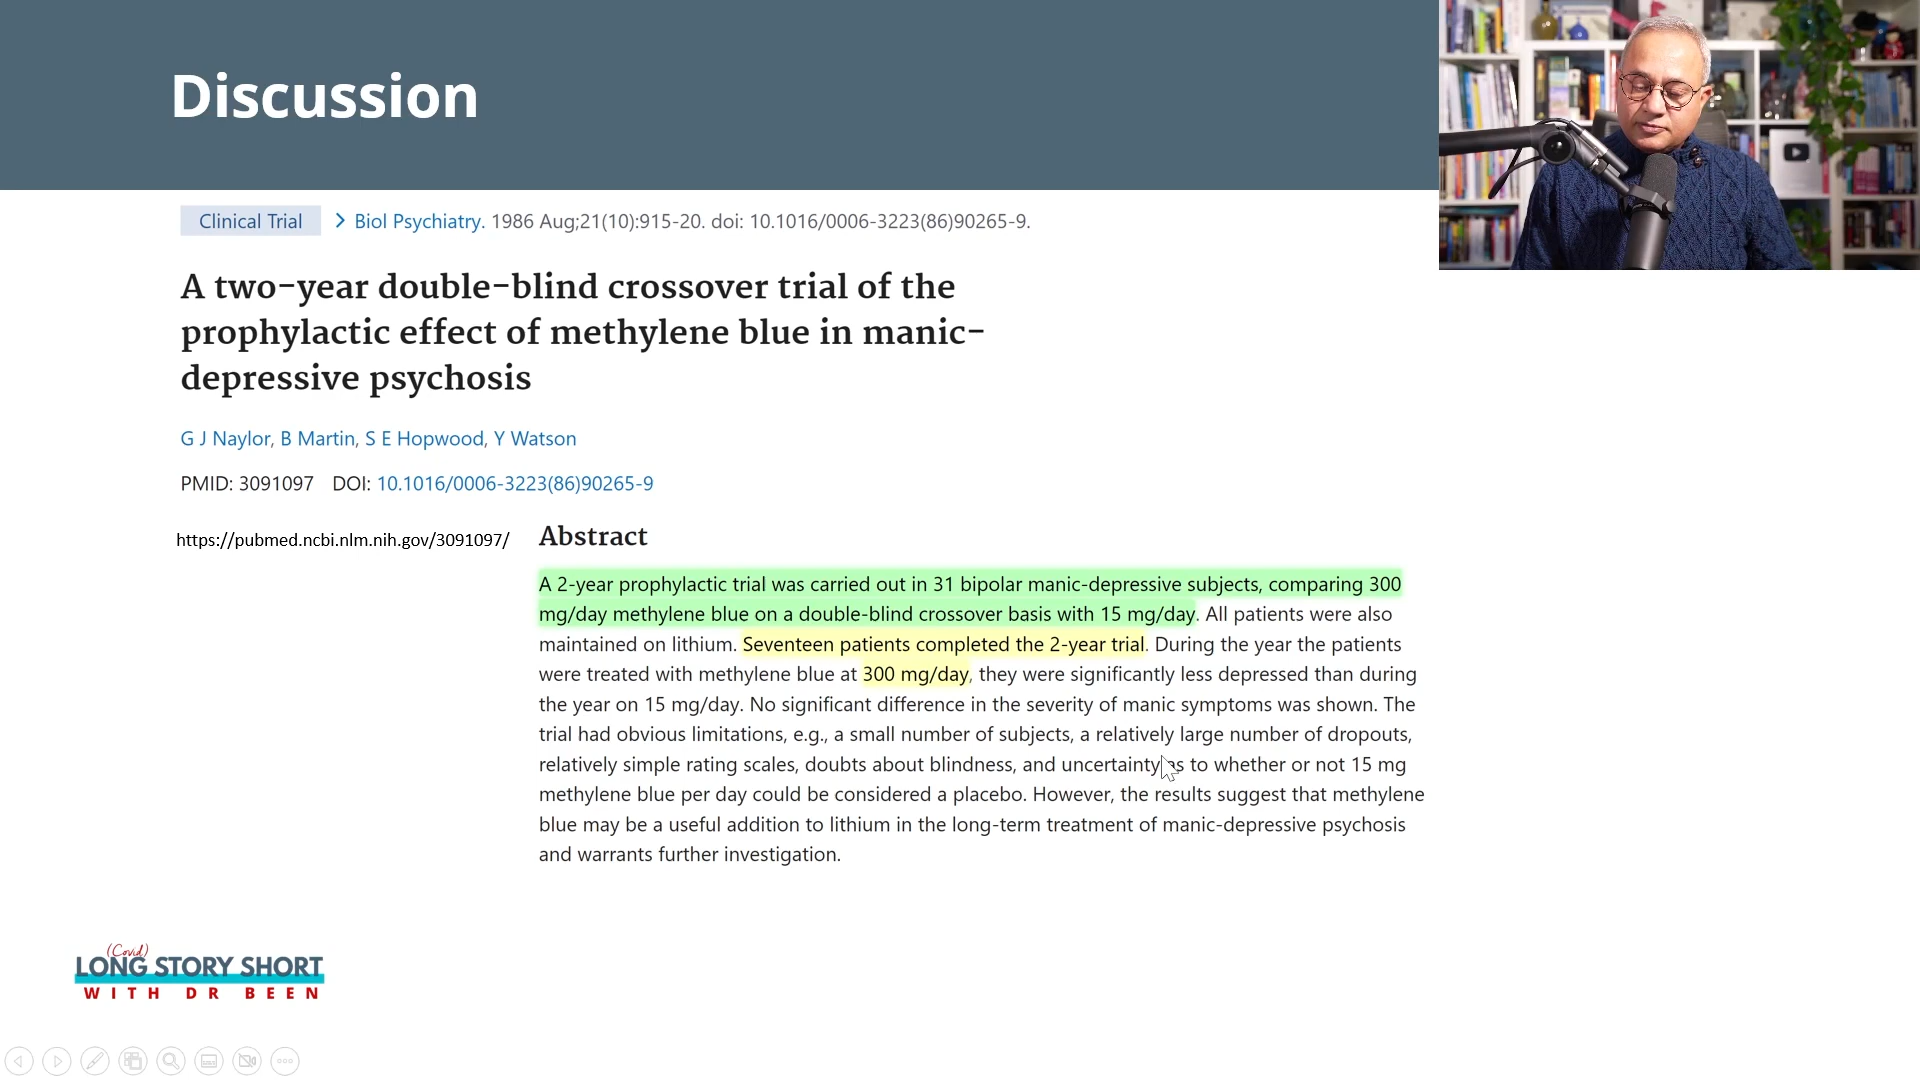 Discussion
Clinical Trial > Biol Psychiatry. 1986 Aug;21(10):915-20. doi: 10.1016/0006-3223(86)90265-9.
A two-year double-blind crossover trial of the
prophylactic effect of methylene blue in manic-
depressive psychosis
G J Naylor, B Martin, S E Hopwood, Y Watson
PMID: 3091097 DOI: 10.1016/0006-3223(86)90265-9
https://pubmed.ncbi.nlm.nih.gov/3091097/
Abstract
A 2-year prophylactic trial was carried out in 31 bipolar manic-depressive subjects, comparing 300
mg/day methylene blue on a double-blind crossover basis with 15 mg/day. All patients were also
maintained on lithium. Seventeen patients completed the 2-year trial. During the year the patients
were treated with methylene blue at 300 mg/day, they were significantly less depressed than during
the year on 15 mg/day. No significant difference in the severity of manic symptoms was shown. The
trial had obvious limitations, e.g., a small number of subjects, a relatively large number of dropouts,
relatively simple rating scales, doubts about blindness, and uncertainty as to whether or not 15 mg
methylene blue per day could be considered a placebo. However, the results suggest that methylene
blue may be a useful addition to lithium in the long-term treatment of manic-depressive psychosis
and warrants further investigation.
(Covid)
LONG STORY SHORT
WITH DR BEEN